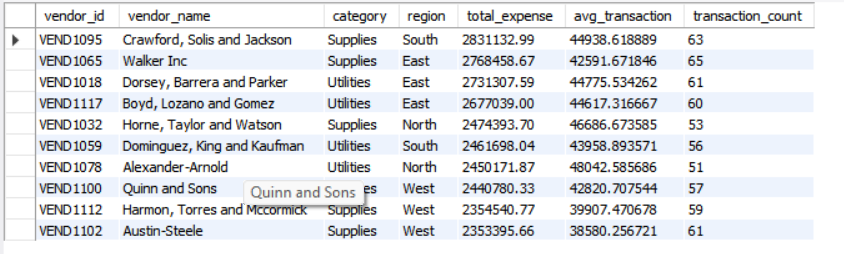 vendor_id vendor_name category region total_expense avg_transaction transaction_count
VEND1095 Crawford, Solis and Jackson Supplies South 2831132.99 44938.618889 63
VEND1065 Walker Inc Supplies East 2768458.67 42591.671846 65
VEND1018 Dorsey, Barrera and Parker Utilities East 2731307.59 44775.534262 61
VEND1117 Boyd, Lozano and Gomez Utilities East 2677039.00 44617.316667 60
VEND1032 Horne, Taylor and Watson Supplies North 2474393.70 46686.673585 53
VEND1059 Dominguez, King and Kaufman Utilities South 2461698.04 43958.893571 56
VEND1078 Alexander-Arnold Utilities North 2450171.87 48042.585686 51
VEND1100 Quinn and Sons Quinn and Sons es West 2440780.33 42820.707544 57
VEND1112 Harmon, Torres and Mccormick Supplies West 2354540.77 39907.470678 59
VEND1102 Austin-Steele Supplies West 2353395.66 38580.256721 61